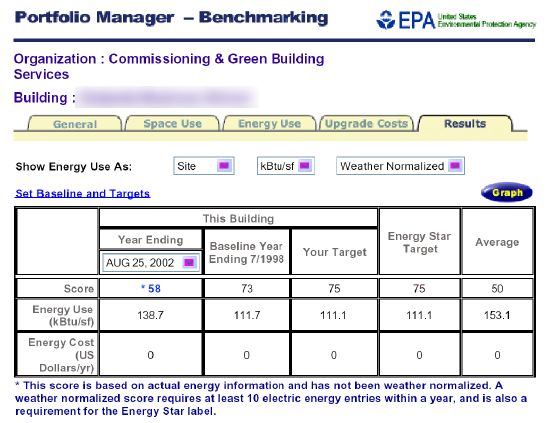 Portfolio Manager – Benchmarking
EPA United States
Environmental Protection Agency
Organization : Commissioning & Green Building
Services
Building :
General Space Use Energy Use Upgrade Costs Results
Show Energy Use As: Site kBtu/sf Weather Normalized
Set Baseline and Targets Graph
This Building
Year Ending
AUG 25, 2002
Baseline Year
Ending 7/1998
Your Target
Energy Star
Target
Average
Score * 58 73 75 75 50
Energy Use
(kBtu/sf)
138.7 111.7 111.1 111.1 153.1
Energy Cost
(US
Dollars/yr)
0 0 0 0 0
* This score is based on actual energy information and has not been weather normalized. A
weather normalized score requires at least 10 electric energy entries within a year, and is also a
requirement for the Energy Star label.